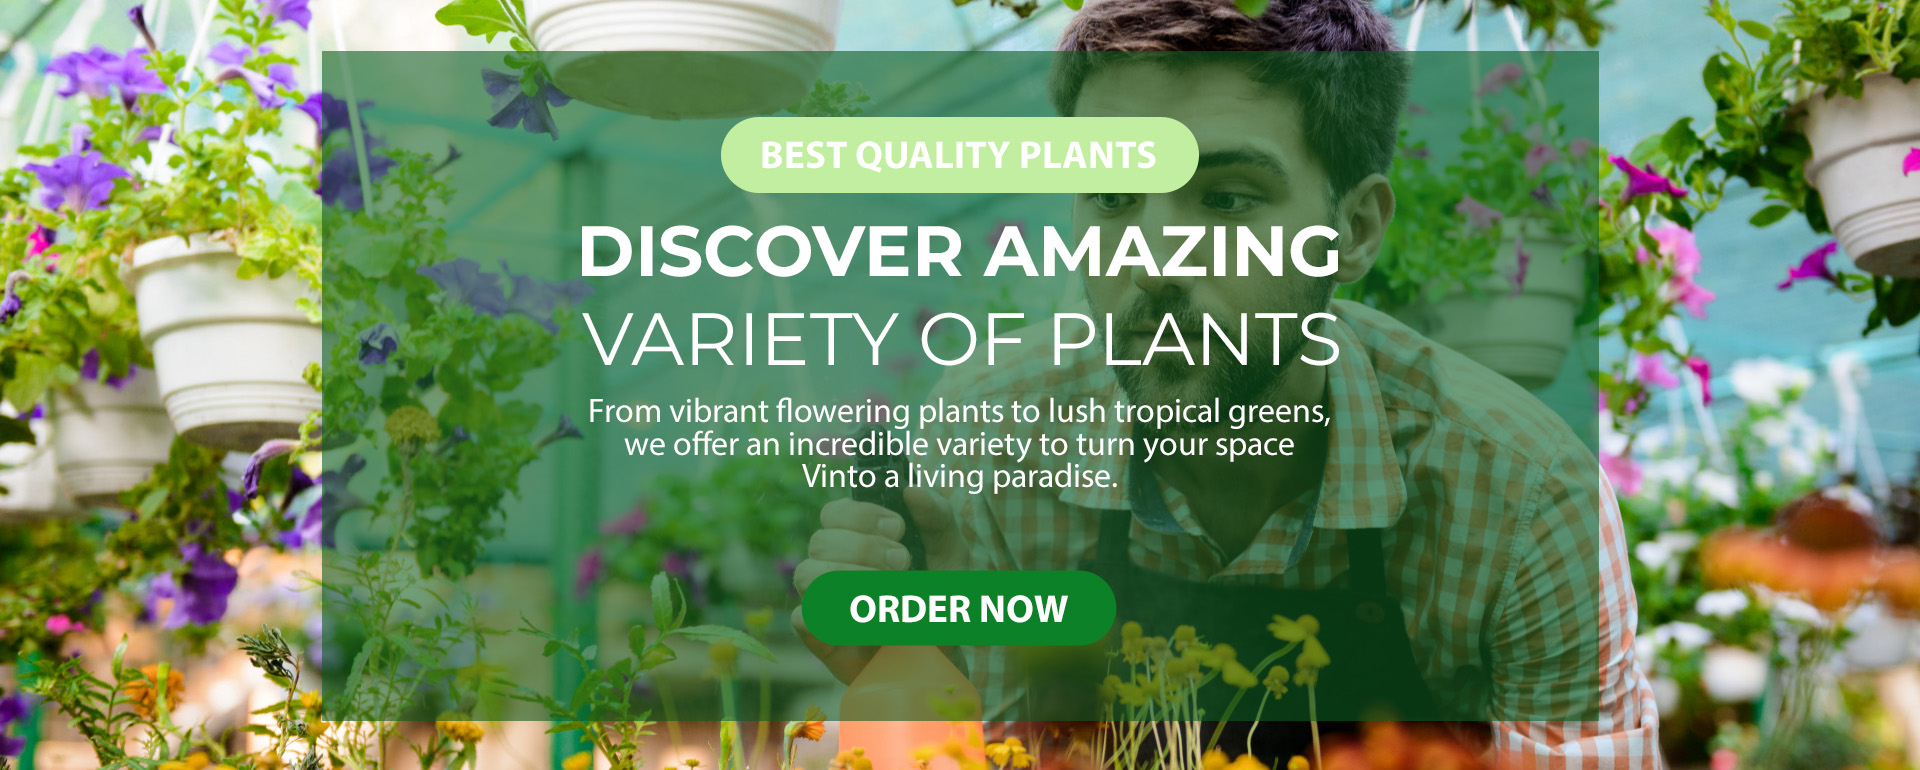 BEST QUALITY PLANTS
DISCOVER AMAZING
VARIETY OF PLANTS
From vibrant flowering plants to lush tropical greens,
we offer an incredible variety to turn your space
Vinto a living paradise.
ORDER NOW